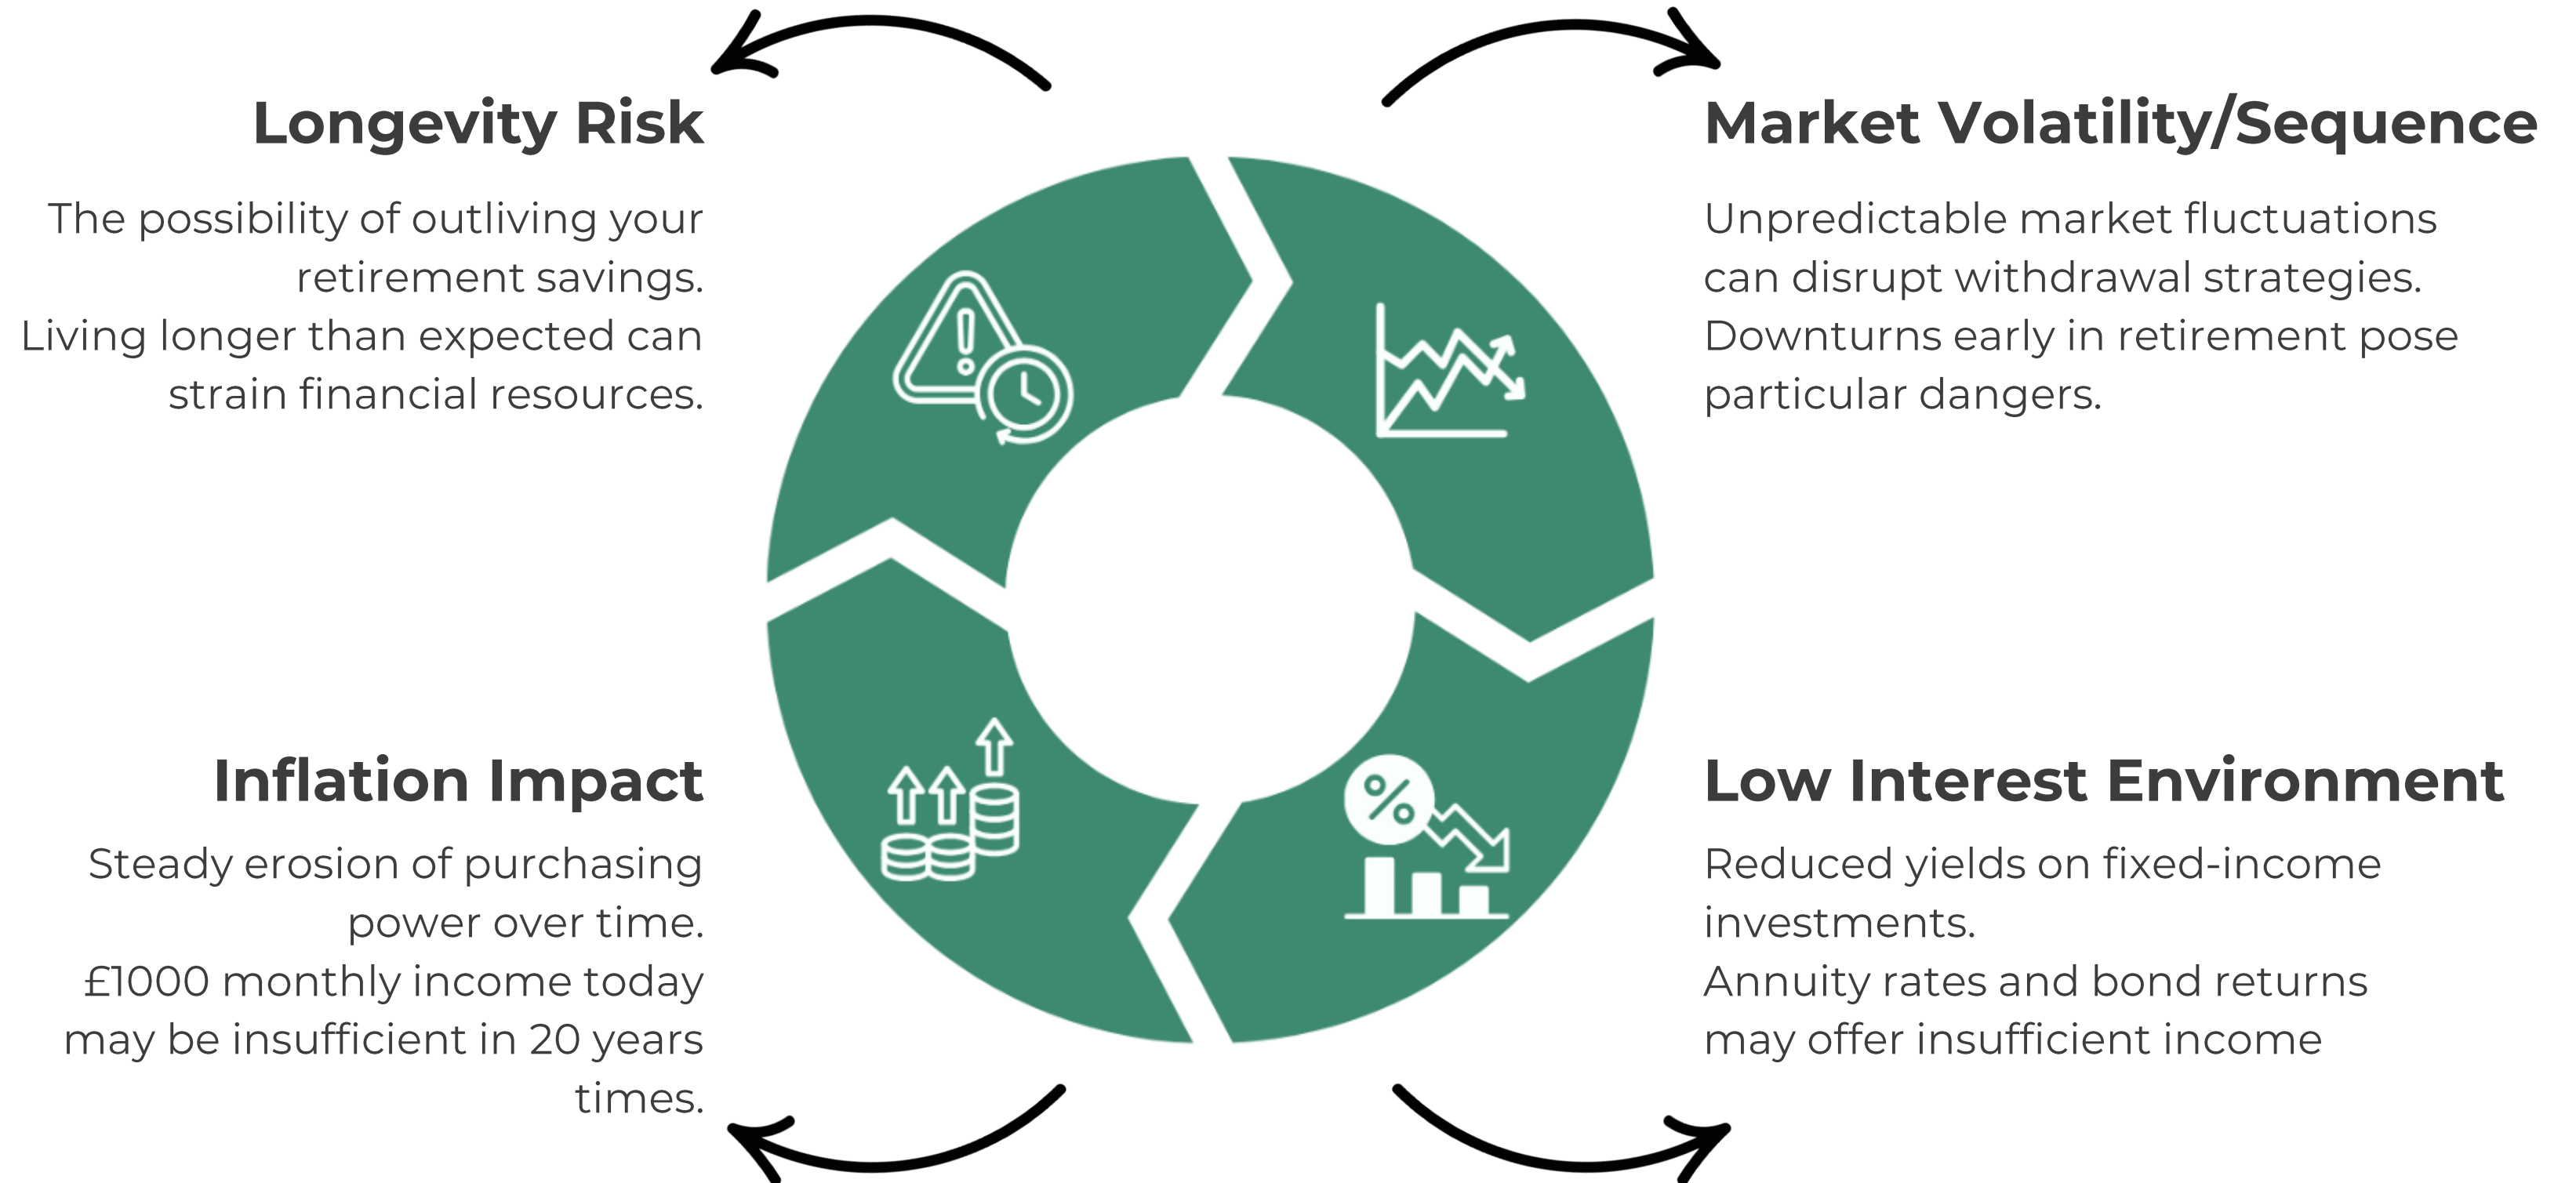 Longevity Risk
The possibility of outliving your
retirement savings.
Living longer than expected can
strain financial resources.
Market Volatility/Sequence
Unpredictable market fluctuations
can disrupt withdrawal strategies.
Downturns early in retirement pose
particular dangers.
Inflation Impact
Steady erosion of purchasing
power over time.
£1000 monthly income today
may be insufficient in 20 years
times.
Low Interest Environment
Reduced yields on fixed-income
investments.
Annuity rates and bond returns
may offer insufficient income
%